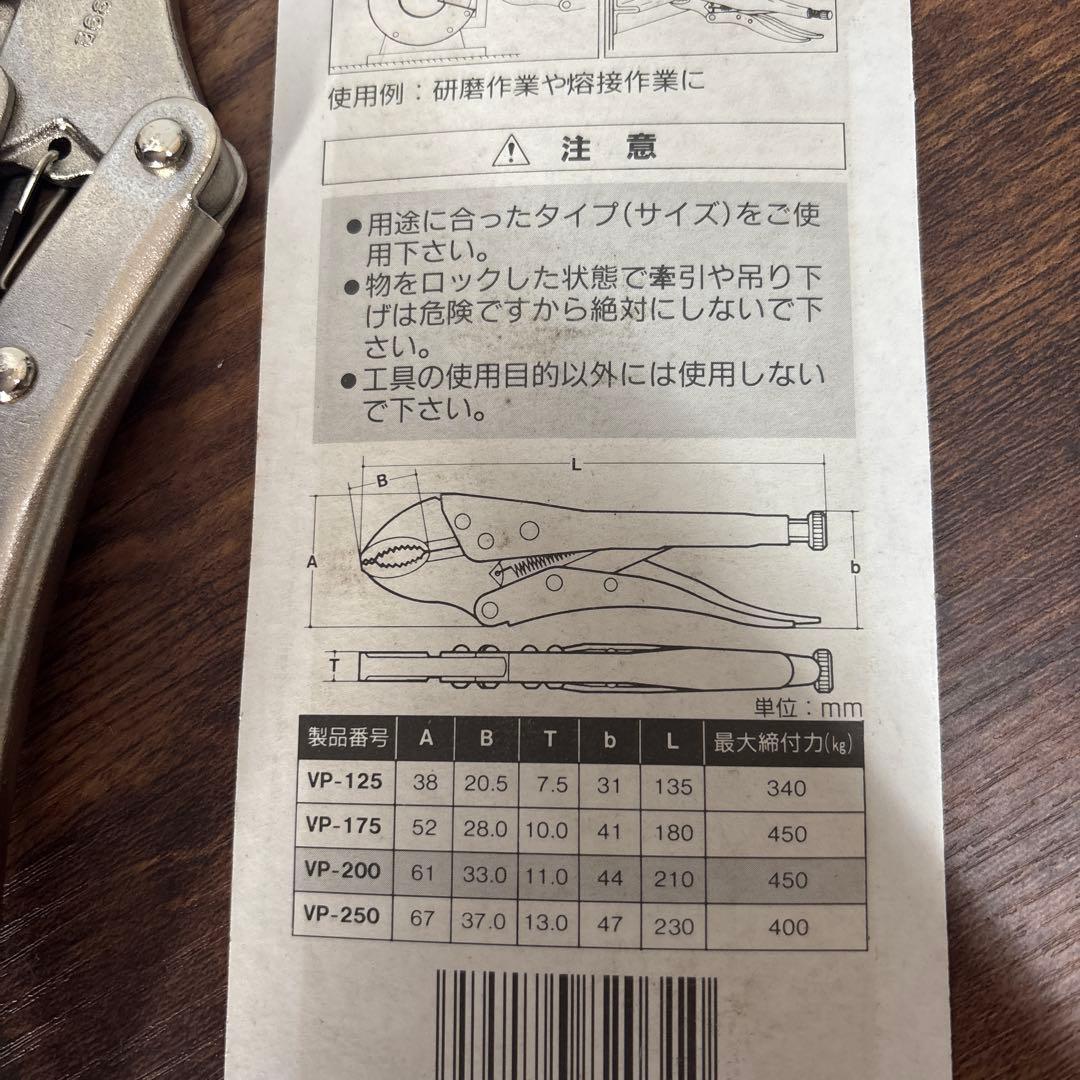 使用例：研磨作業や熔接作業に
注意
●用途に合ったタイプ(サイズ)をご使
用下さい。
●物をロックした状態で牽引や吊り下
げは危険ですから絶対にしないで下
さい。
●工具の使用目的以外には使用しない
で下さい。
L
B
A
b
T
単位：mm
製品番号 A B T b L 最大締付力(㎏)
VP-125 38 20.5 7.5 31 135 340
VP-175 52 28.0 10.0 41 180 450
VP-200 61 33.0 11.0 44 210 450
VP-250 67 37.0 13.0 47 230 400